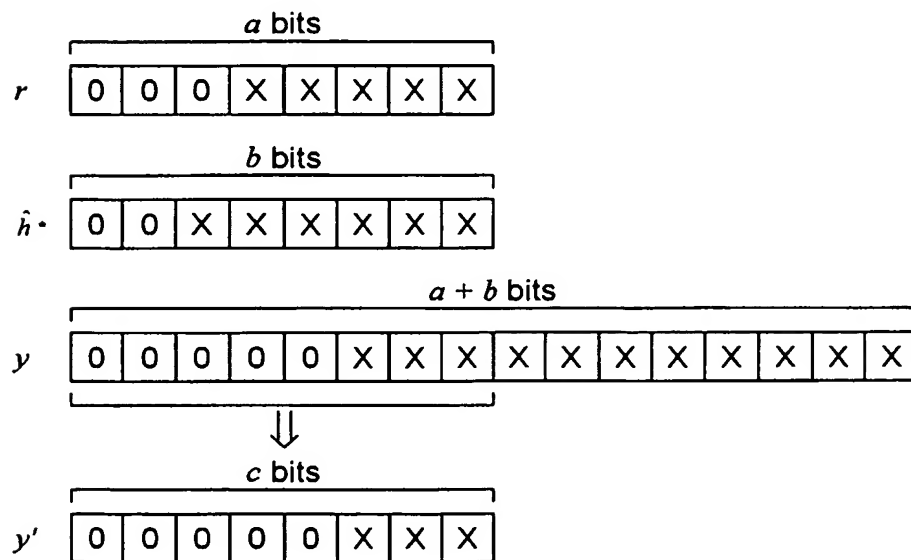 a bits
r 0 0 0 X X X X X
b bits
ĥ* 0 0 X X X X X X
a + b bits
y 0 0 0 0 0 X X X X X X X X X X X
⇓
c bits
y' 0 0 0 0 0 X X X